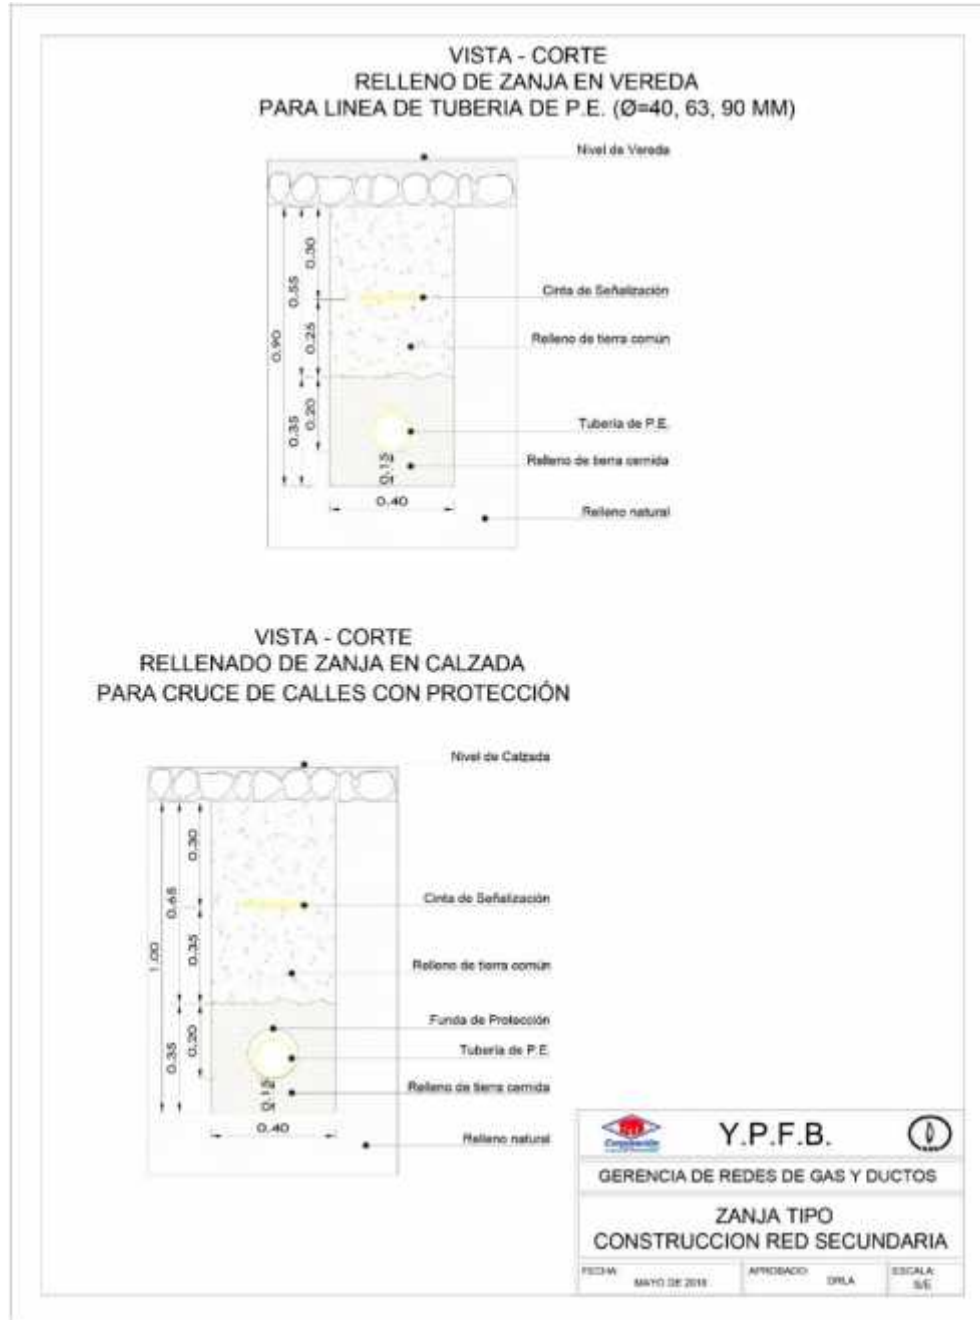 VISTA - CORTE
RELLENO DE ZANJA EN VEREDA
PARA LINEA DE TUBERIA DE P.E. (Ø=40, 63, 90 MM)
Nivel de Vereda
0.30
Cinta de Señalización
0.55
0.25
Relleno de tierra común
0.90
0.20
Tubería de P.E.
0.35
Relleno de tierra cernida
0.15
0.40
Relleno natural
VISTA - CORTE
RELLENADO DE ZANJA EN CALZADA
PARA CRUCE DE CALLES CON PROTECCIÓN
Nivel de Calzada
0.30
Cinta de Señalización
0.65
0.35
1.00
Relleno de tierra común
Funda de Protección
0.20
Tubería de P.E.
0.35
Relleno de tierra cernida
0.15
0.40
Relleno natural
Corporación
Y.P.F.B.
GERENCIA DE REDES DE GAS Y DUCTOS
ZANJA TIPO
CONSTRUCCION RED SECUNDARIA
FECHA:
APROBADO:
ESCALA:
MAYO DE
DRLA
S/E